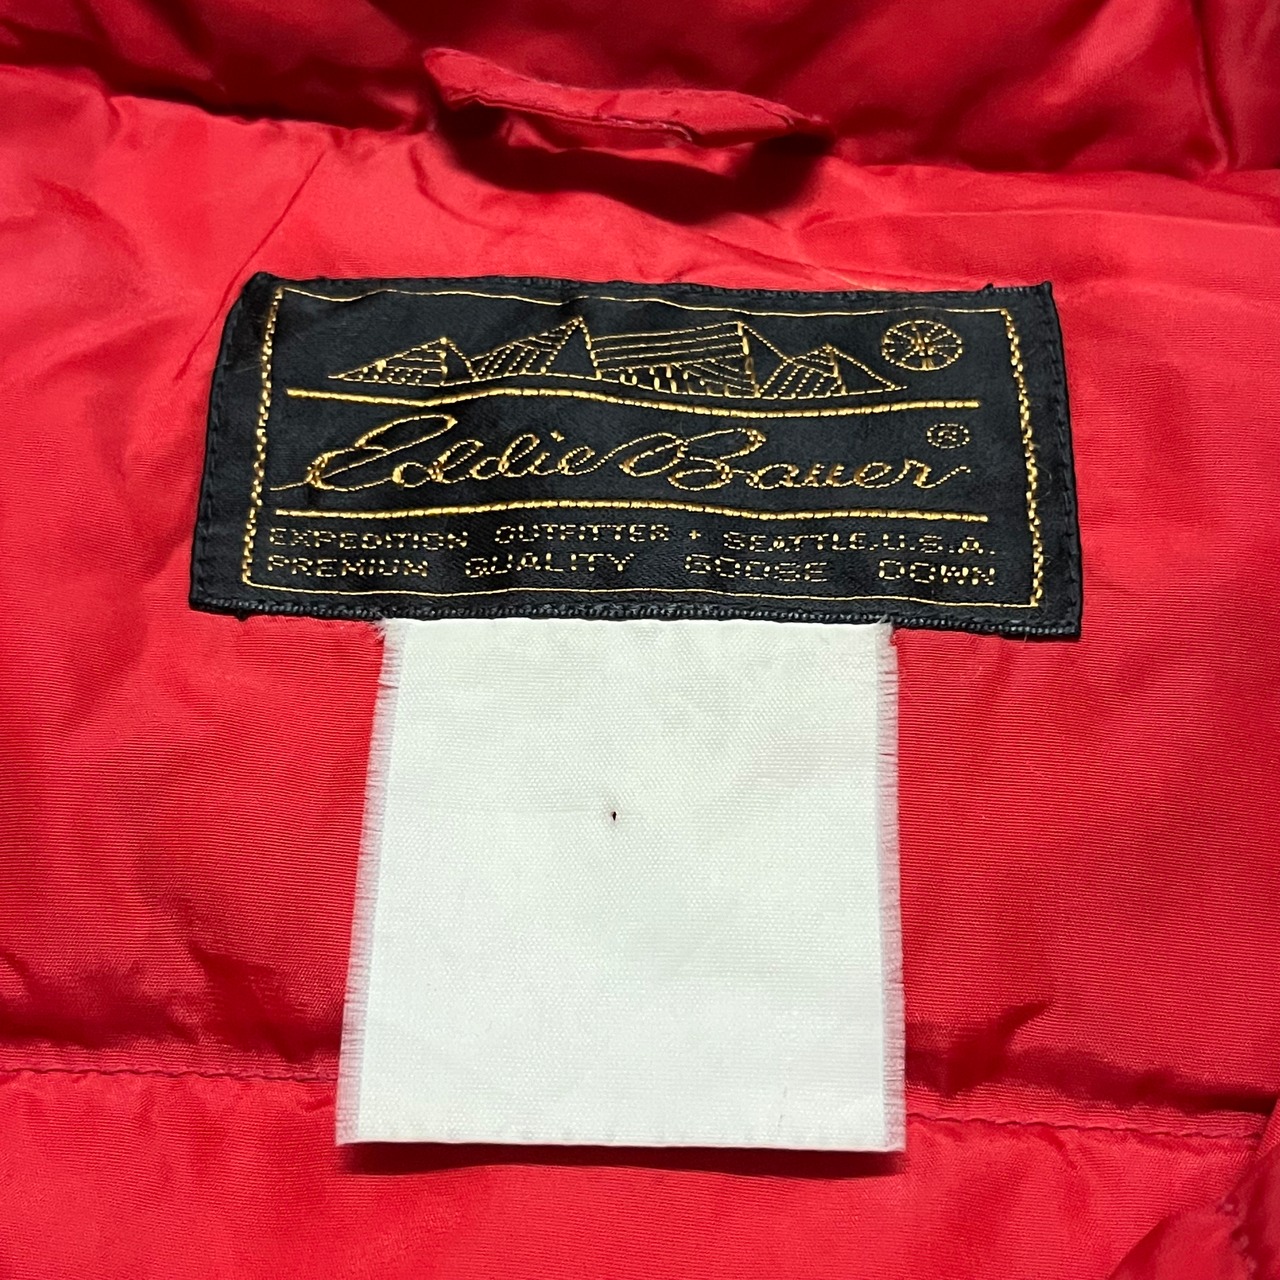 Eddie Bauer ®
EXPEDITION OUTFITTER • SEATTLE, U.S.A.
PREMIUM QUALITY GOOSE DOWN